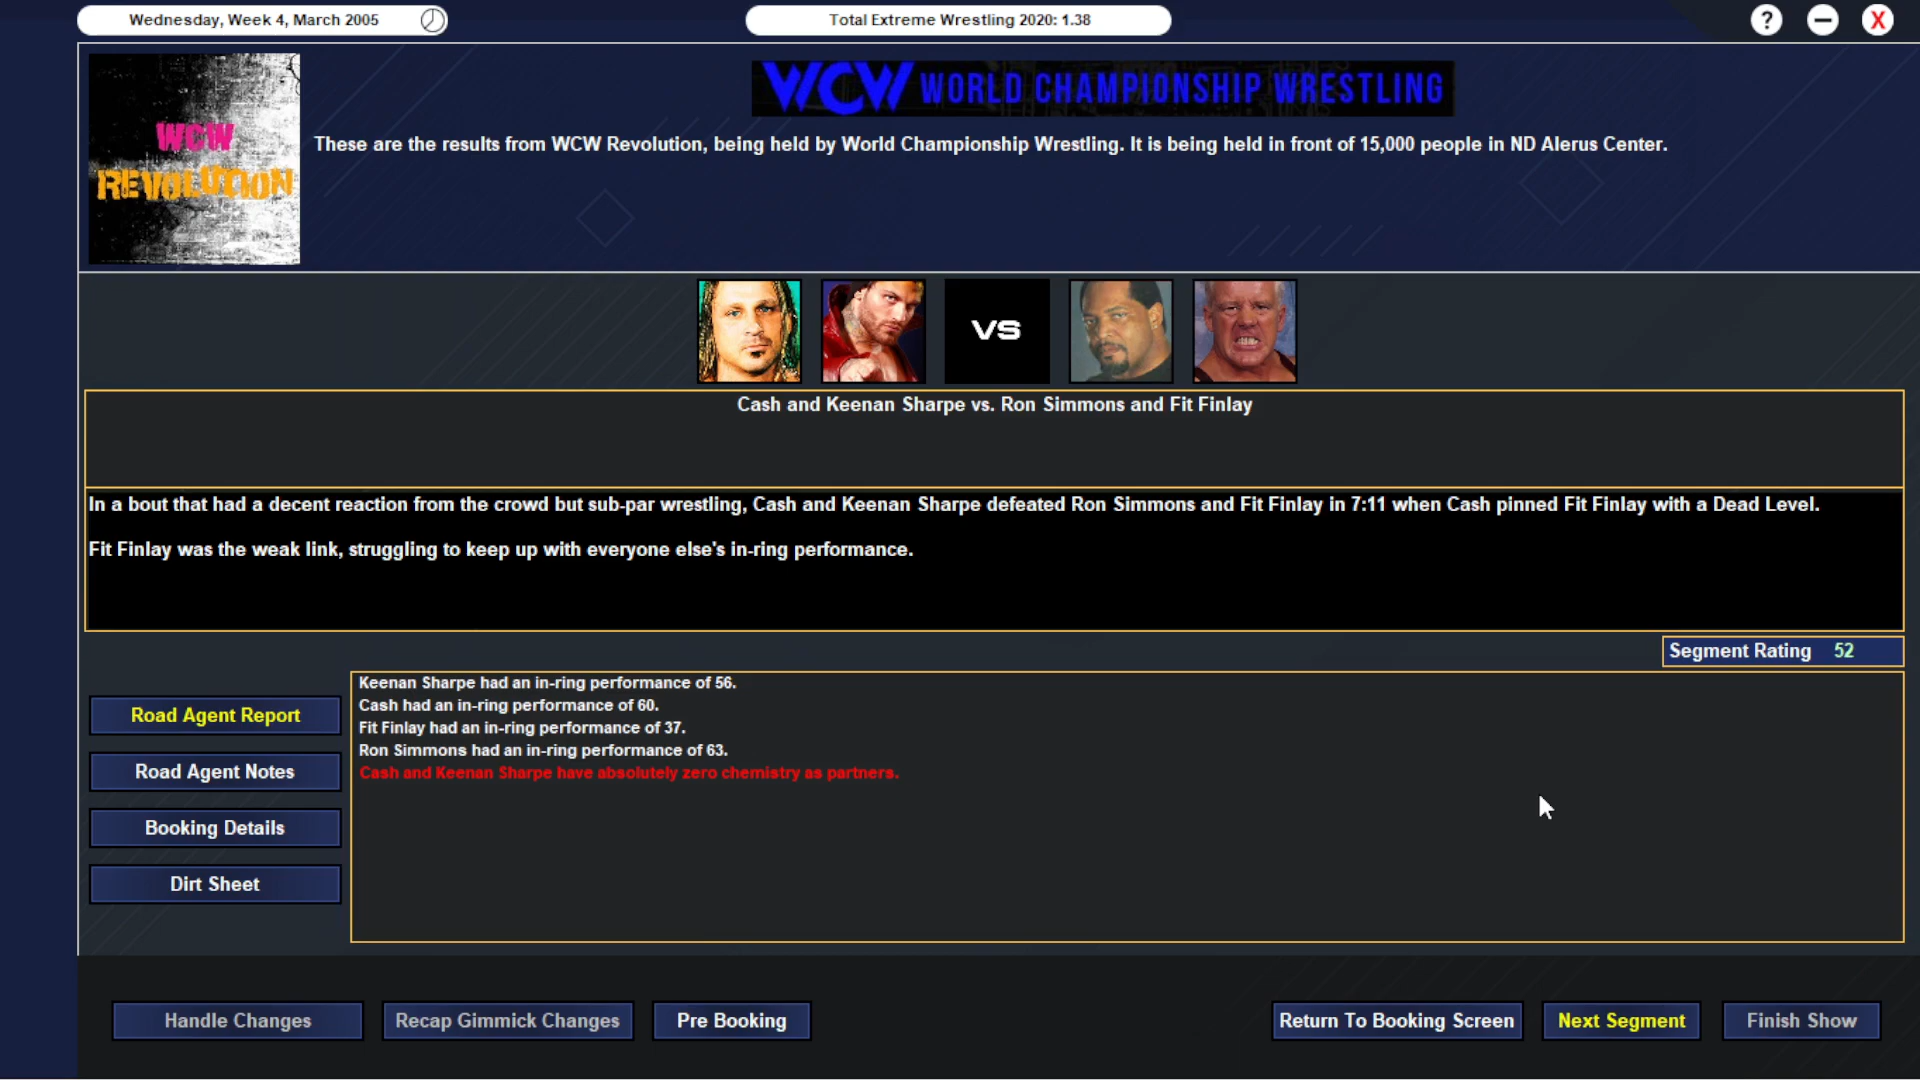 Wednesday, Week 4, March 2005
Total Extreme Wrestling 2020: 1.38
?
X
WCW
REVOLUTION
WCW WORLD CHAMPIONSHIP WRESTLING
These are the results from WCW Revolution, being held by World Championship Wrestling. It is being held in front of 15,000 people in ND Alerus Center.
VS
Cash and Keenan Sharpe vs. Ron Simmons and Fit Finlay
In a bout that had a decent reaction from the crowd but sub-par wrestling, Cash and Keenan Sharpe defeated Ron Simmons and Fit Finlay in 7:11 when Cash pinned Fit Finlay with a Dead Level.
Fit Finlay was the weak link, struggling to keep up with everyone else's in-ring performance.
Segment Rating 52
Road Agent Report
Road Agent Notes
Booking Details
Dirt Sheet
Keenan Sharpe had an in-ring performance of 56.
Cash had an in-ring performance of 60.
Fit Finlay had an in-ring performance of 37.
Ron Simmons had an in-ring performance of 63.
Cash and Keenan Sharpe have absolutely zero chemistry as partners.
Handle Changes
Recap Gimmick Changes
Pre Booking
Return To Booking Screen
Next Segment
Finish Show